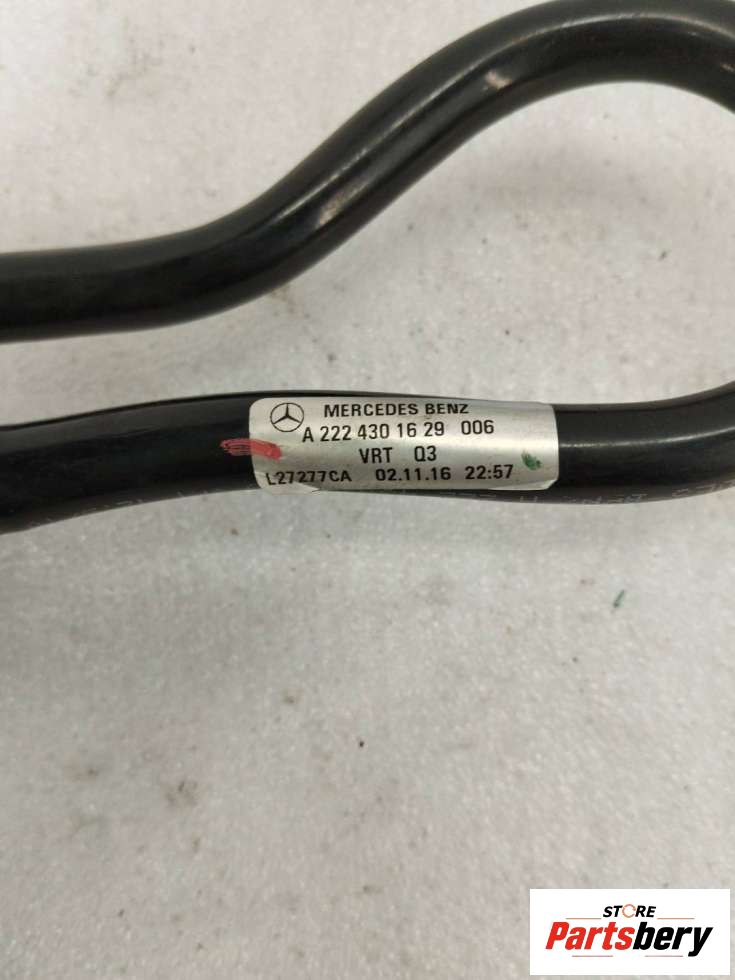 MERCEDES BENZ
A 222 430 16 29 006
VRT Q3
L27277CA 02.11.16 22:57
STORE
Partsbery